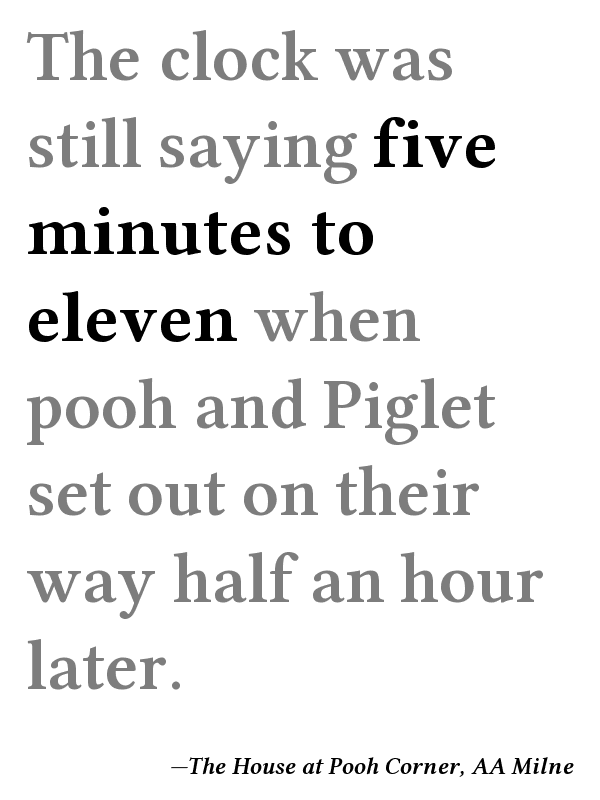 The clock was
still saying five
minutes to
eleven when
pooh and Piglet
set out on their
way half an hour
later.
—The House at Pooh Corner, AA Milne